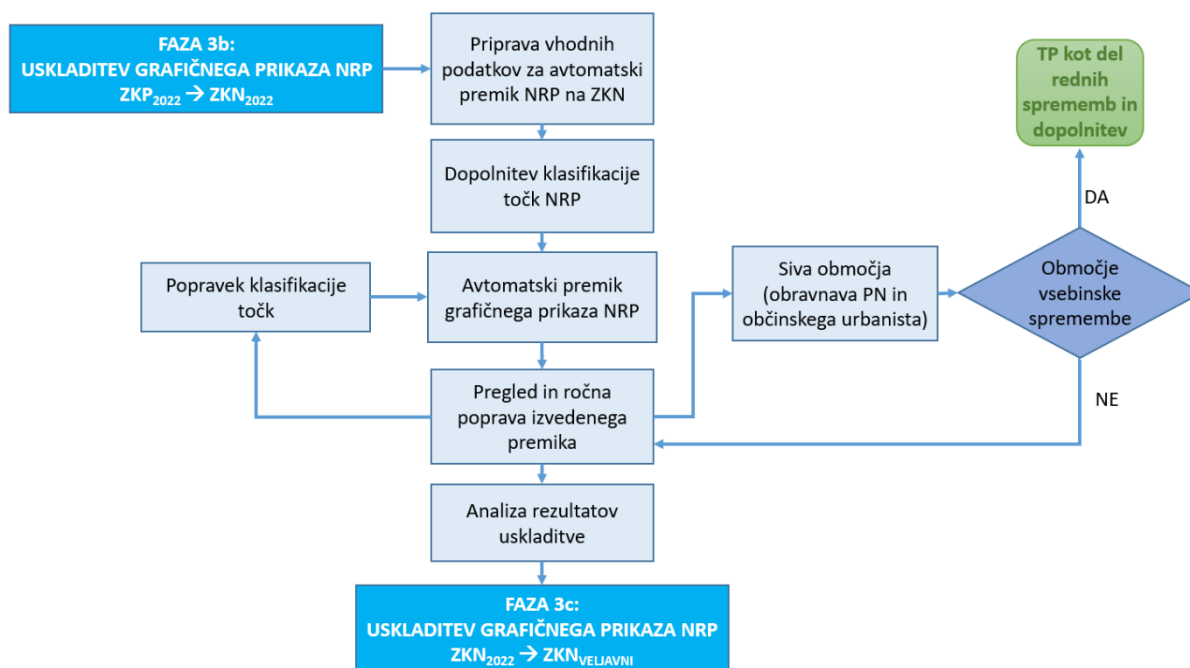 FAZA 3b:
USKLADITEV GRAFIČNEGA PRIKAZA NRP
ZKP2022 → ZKN2022
Priprava vhodnih
podatkov za avtomatski
premik NRP na ZKN
TP kot del
rednih
sprememb in
dopolnitev
Dopolnitev klasifikacije
točk NRP
DA
Popravek klasifikacije
točk
Avtomatski premik
grafičnega prikaza NRP
Siva območja
(obravnava PN in
občinskega urbanista)
Območje
vsebinske
spremembe
Pregled in ročna
poprava izvedenega
premika
NE
Analiza rezultatov
uskladitve
FAZA 3c:
USKLADITEV GRAFIČNEGA PRIKAZA NRP
ZKN2022 → ZKNVELJAVNI